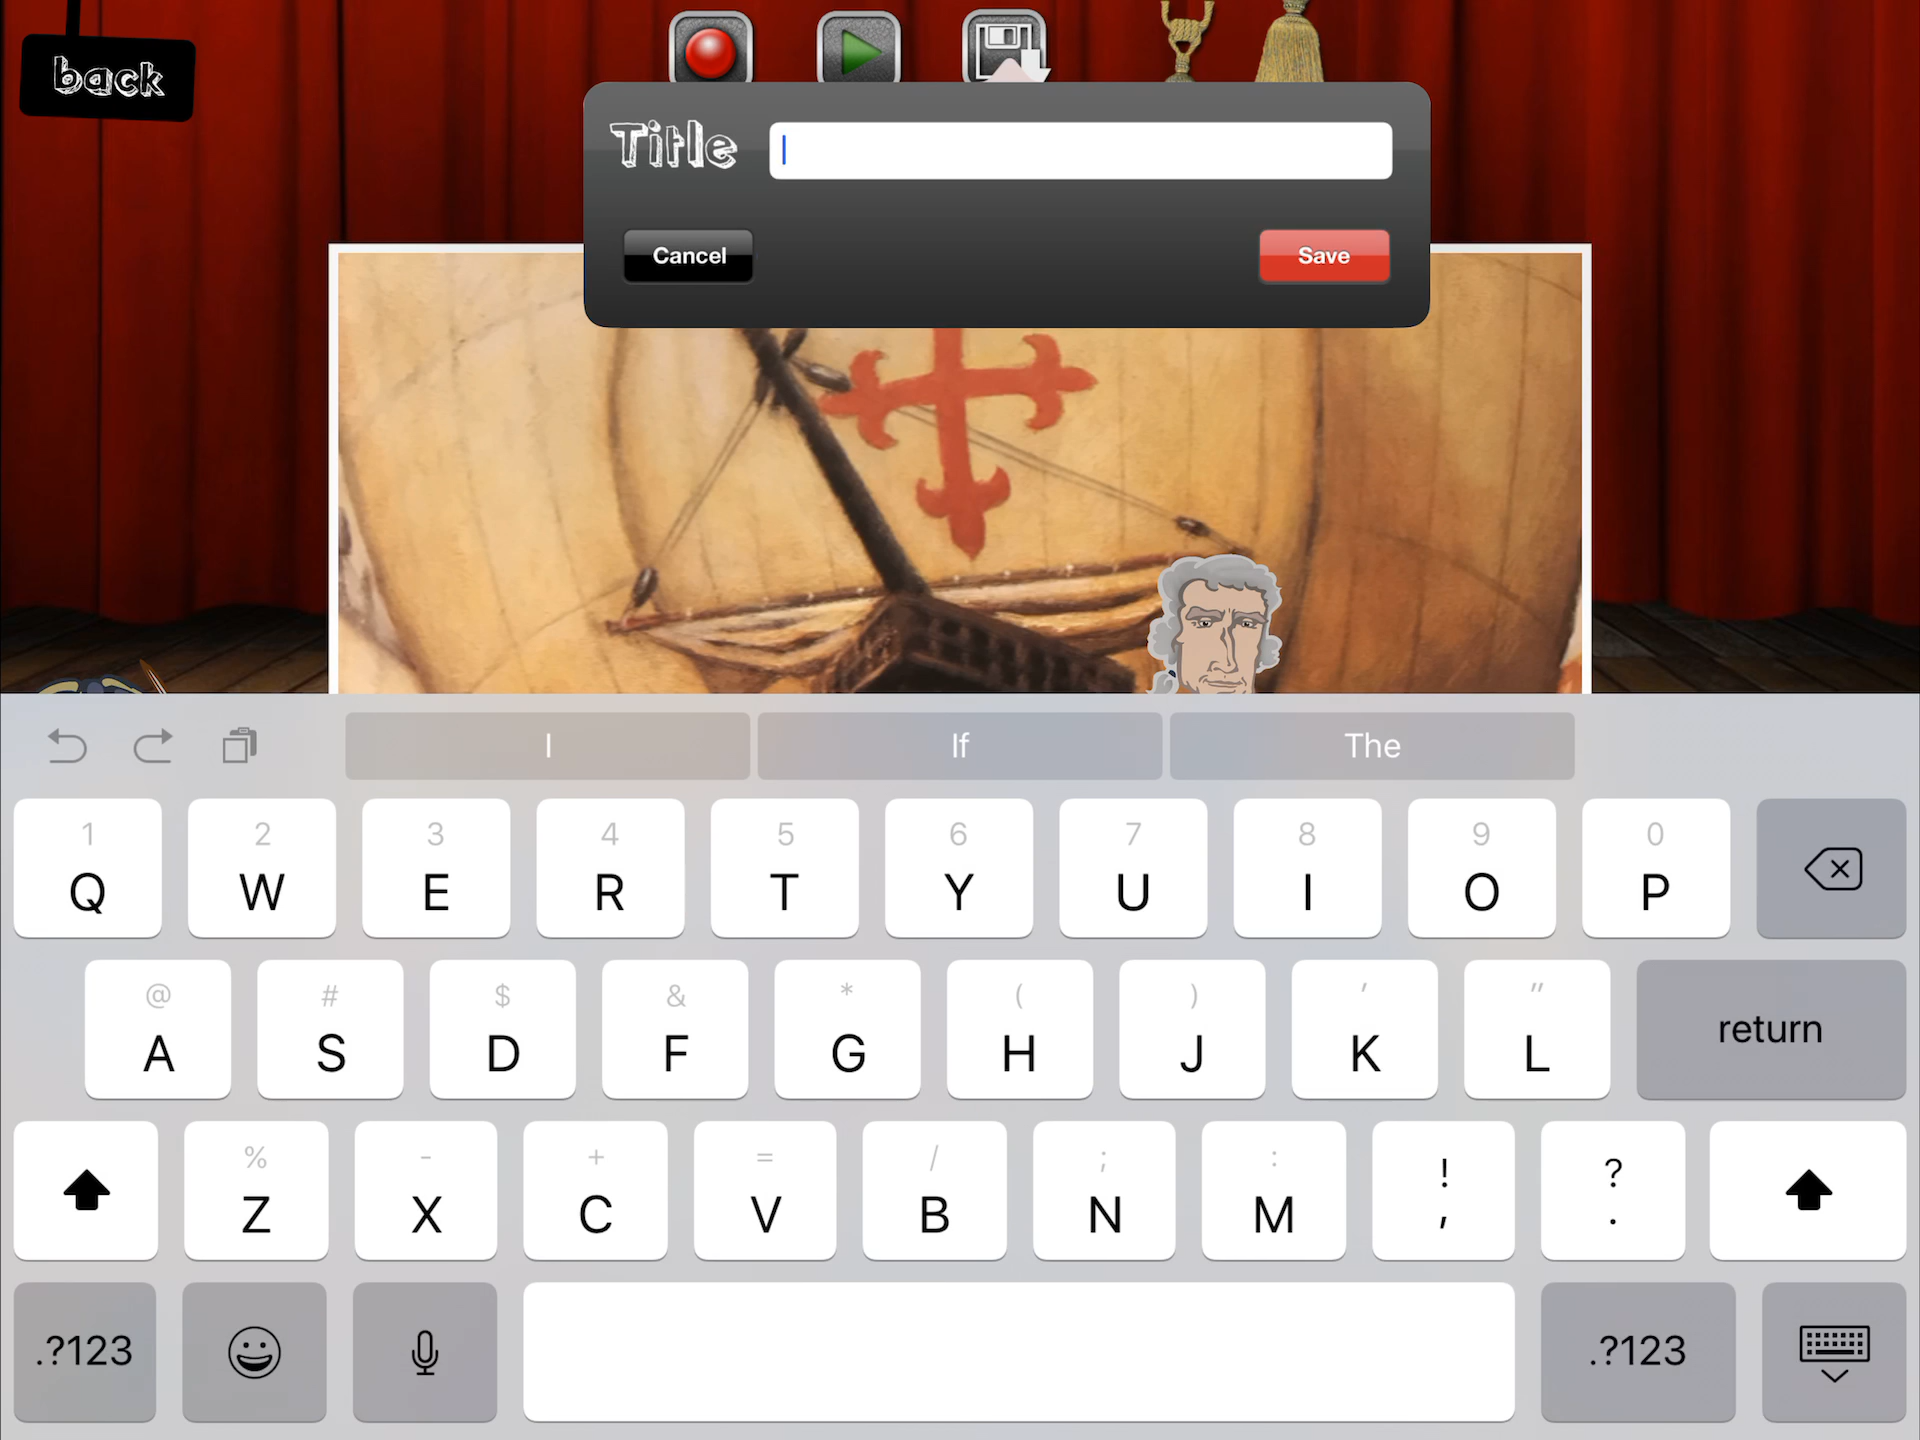 back
Title
Cancel Save
I If The
1 2 3 4 5 6 7 8 9 0
Q W E R T Y U I O P
@ # $ & * ( ) ' "
A S D F G H J K L return
% - + = / ; : ! ?
Z X C V B N M , .
.?123 .?123